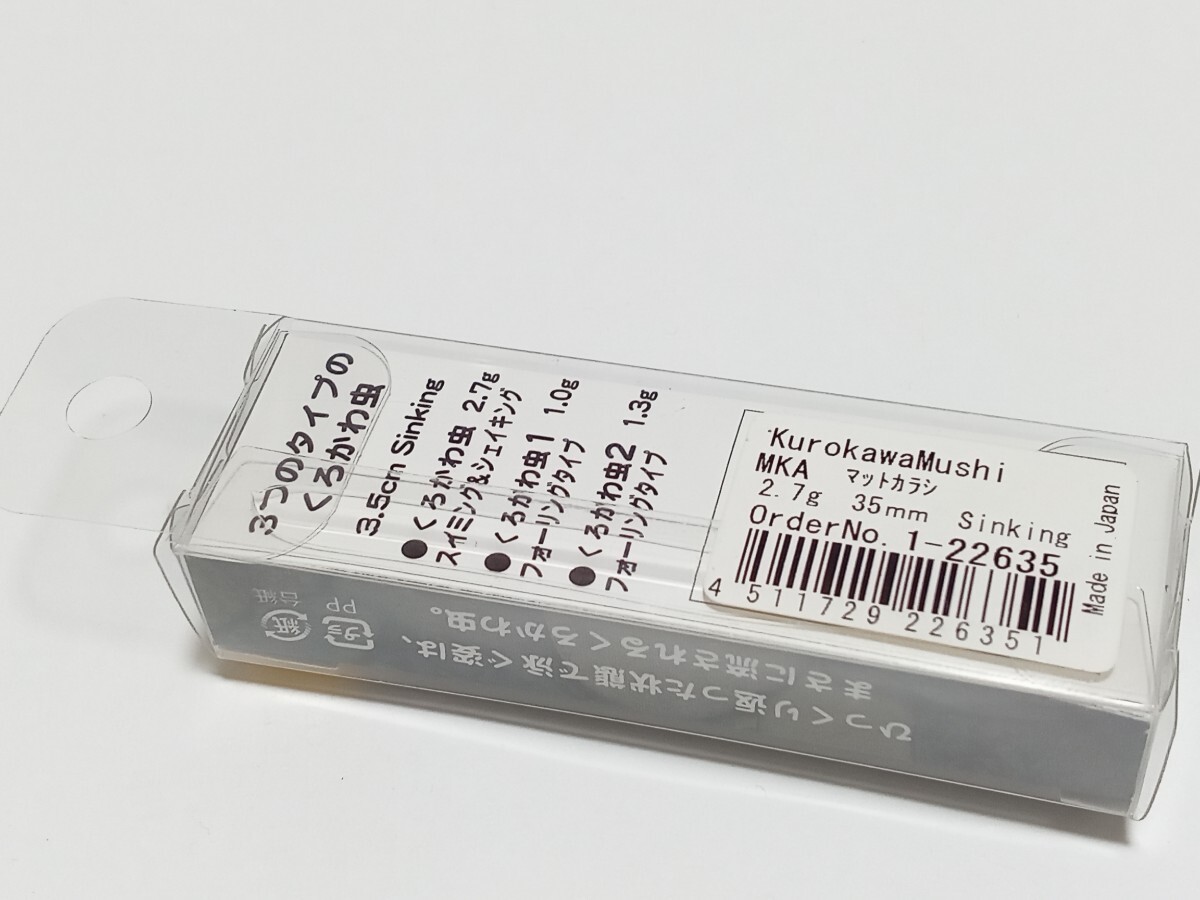 3つのタイプの
くろかわ虫
3.5cm Sinking
●くろかわ虫 2.7g
スイミング&シェイキング
●くろかわ虫1 1.0g
フォーリングタイプ
●くろかわ虫2 1.3g
フォーリングタイプ
KurokawaMushi
MKA マットカラシ
2.7g 35mm Sinking
OrderNo. 1-22635
4 511729 226351
Made in Japan
ひっくり返った状態で泳ぐ姿は、
まさに流されるくろかわ虫。
プラ
PP
紙
台紙